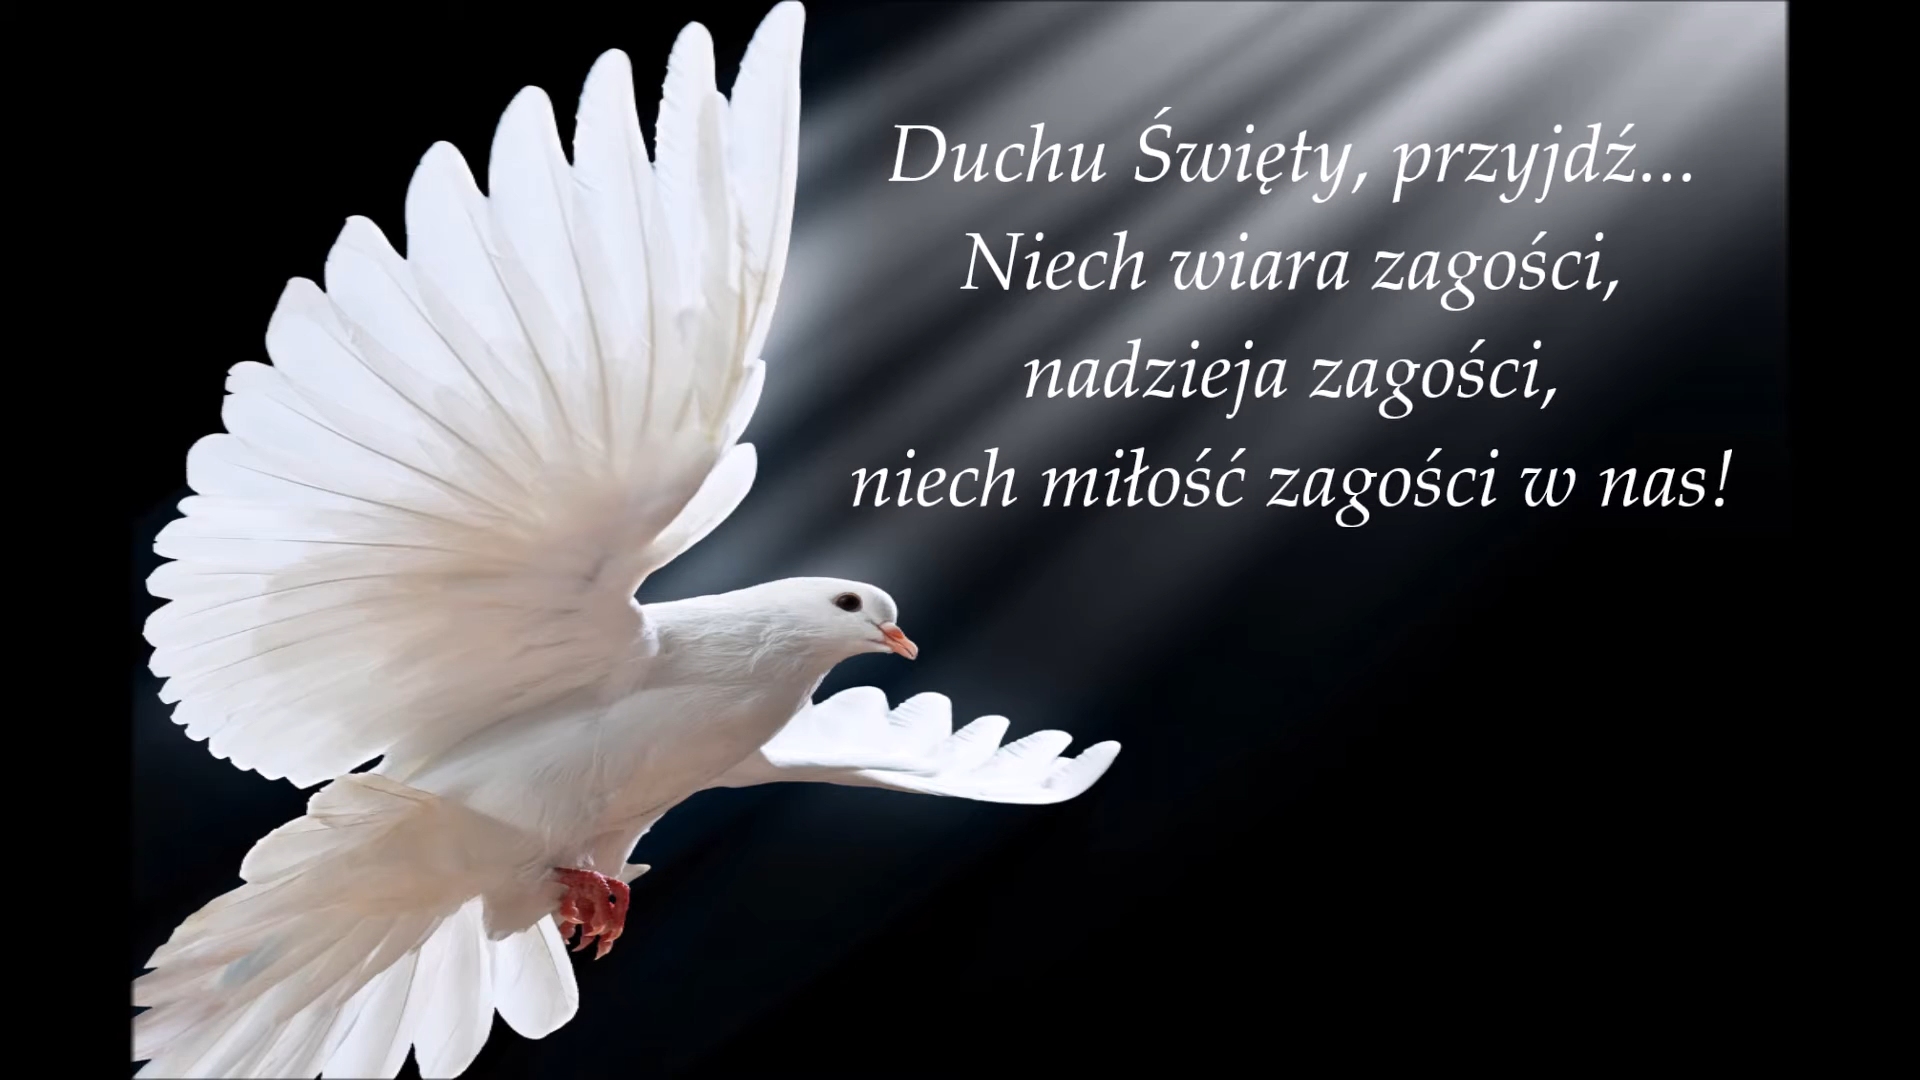 Duchu Święty, przyjdź...
Niech wiara zagości,
nadzieja zagości,
niech miłość zagości w nas!